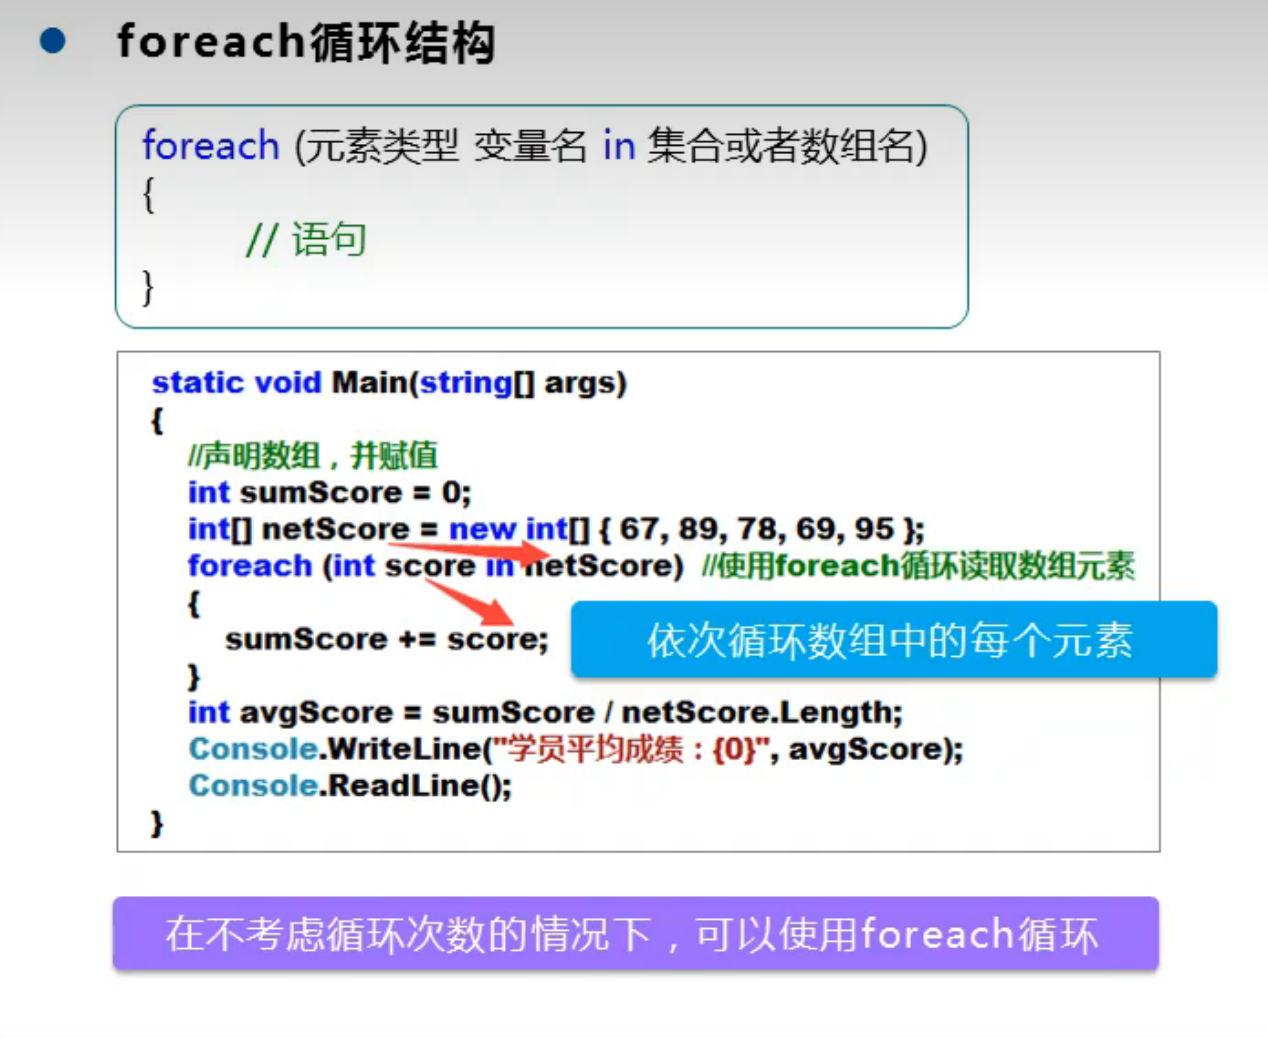 foreach循环结构
foreach (元素类型 变量名 in 集合或者数组名)
{
// 语句
}
static void Main(string[] args)
{
//声明数组，并赋值
int sumScore = 0;
int[] netScore = new int[] { 67, 89, 78, 69, 95 };
foreach (int score in netScore) //使用foreach循环读取数组元素
{
sumScore += score;
依次循环数组中的每个元素
}
int avgScore = sumScore / netScore.Length;
Console.WriteLine("学员平均成绩：{0}", avgScore);
Console.ReadLine();
}
在不考虑循环次数的情况下，可以使用foreach循环